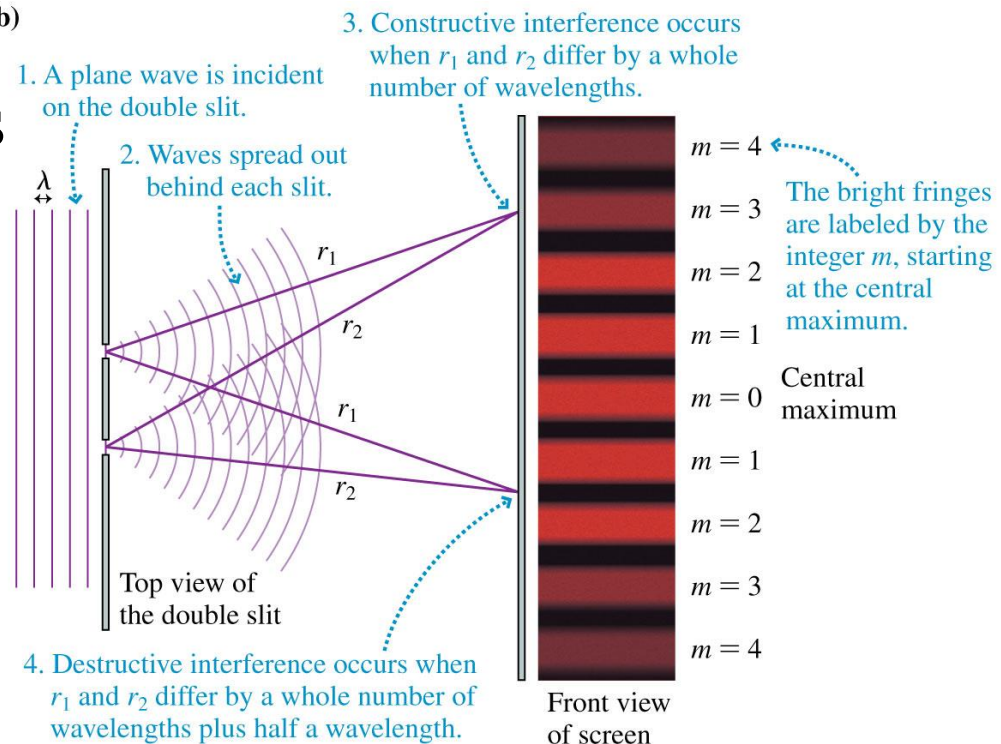 b)
1. A plane wave is incident
on the double slit.
S
λ
2. Waves spread out
behind each slit.
3. Constructive interference occurs
when r₁ and r₂ differ by a whole
number of wavelengths.
r₁
r₂
r₁
r₂
Top view of
the double slit
4. Destructive interference occurs when
r₁ and r₂ differ by a whole number of
wavelengths plus half a wavelength.
m = 4
m = 3
m = 2
m = 1
m = 0
m = 1
m = 2
m = 3
m = 4
The bright fringes
are labeled by the
integer m, starting
at the central
maximum.
Central
maximum
Front view
of screen